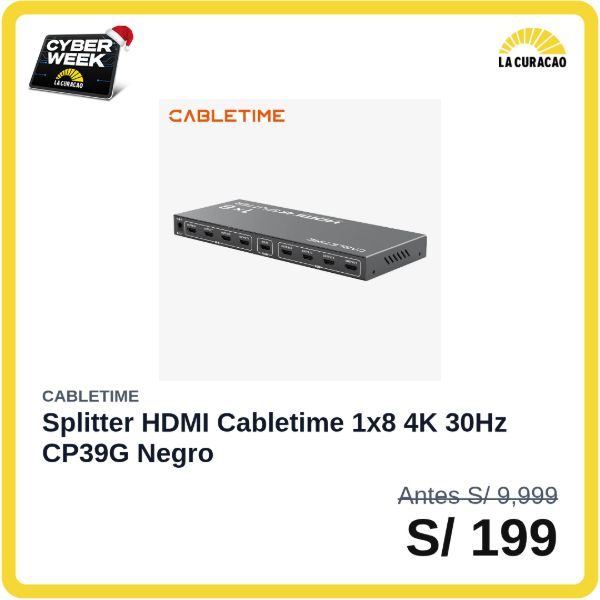 CYBER
WEEK
LA CURACAO
LA CURACAO
CABLETIME
CABLETIME
Splitter HDMI Cabletime 1x8 4K 30Hz
CP39G Negro
Antes S/ 9,999
S/ 199